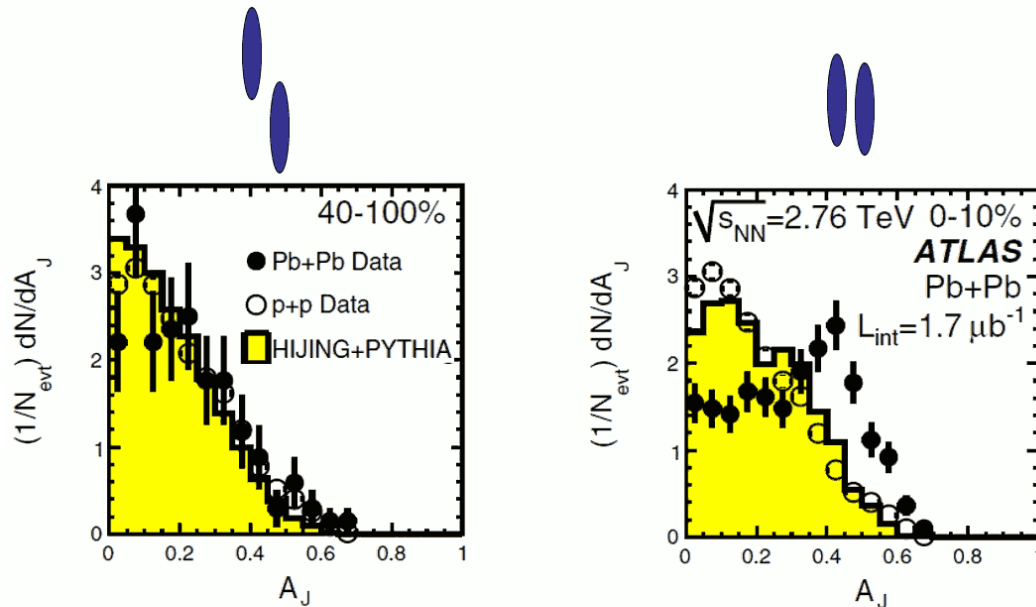 4
3
2
1
0
(1/N_evt) dN/dA_J
40-100%
Pb+Pb Data
p+p Data
HIJING+PYTHIA
0 0.2 0.4 0.6 0.8 1
A_J
4
3
2
1
0
(1/N_evt) dN/dA_J
√s_NN=2.76 TeV 0-10%
ATLAS
Pb+Pb
L_int=1.7 μb⁻¹
0 0.2 0.4 0.6 0.8 1
A_J